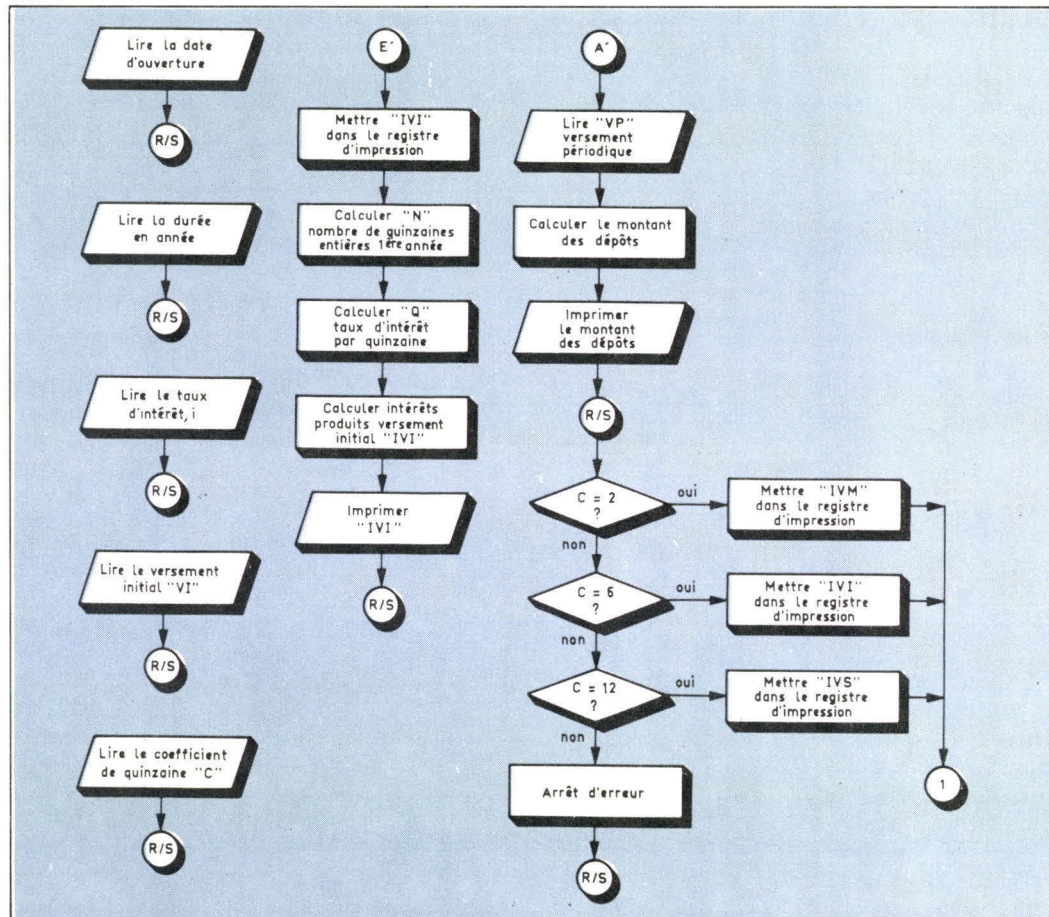 Lire la date
d'ouverture
R/S
Lire la durée
en année
R/S
Lire le taux
d'intérêt, i
R/S
Lire le versement
initial "VI"
R/S
Lire le coefficient
de quinzaine "C"
R/S
E'
Mettre "IVI"
dans le registre
d'impression
Calculer "N"
nombre de quinzaines
entières 1ère année
Calculer "Q"
taux d'intérêt
par quinzaine
Calculer intérêts
produits versement
initial "IVI"
Imprimer
"IVI"
R/S
A'
Lire "VP"
versement
périodique
Calculer le montant
des dépôts
Imprimer
le montant
des dépôts
R/S
C = 2
?
oui
Mettre "IVM"
dans le registre
d'impression
non
C = 6
?
oui
Mettre "IVI"
dans le registre
d'impression
non
C = 12
?
oui
Mettre "IVS"
dans le registre
d'impression
non
Arrêt d'erreur
1
R/S